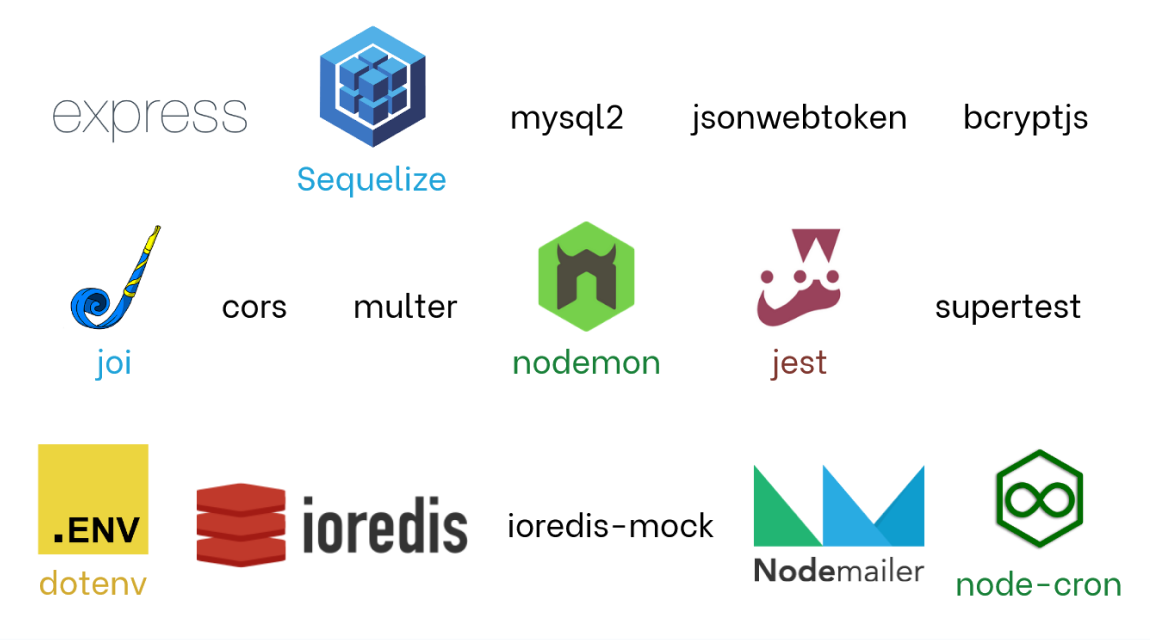 express
Sequelize
mysql2
jsonwebtoken
bcryptjs
joi
cors
multer
nodemon
jest
supertest
.ENV
dotenv
ioredis
ioredis-mock
Nodemailer
node-cron